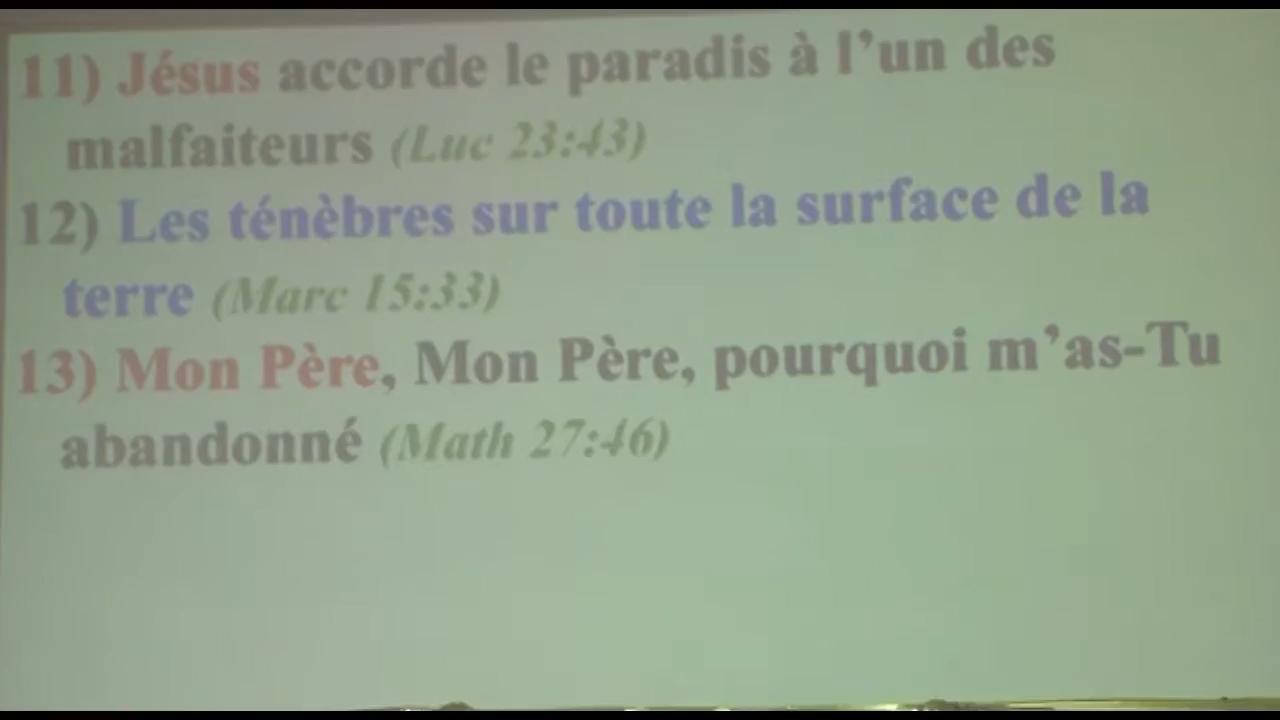 11) Jésus accorde le paradis à l’un des
malfaiteurs (Luc 23:43)
12) Les ténèbres sur toute la surface de la
terre (Marc 15:33)
13) Mon Père, Mon Père, pourquoi m’as-Tu
abandonné (Math 27:46)